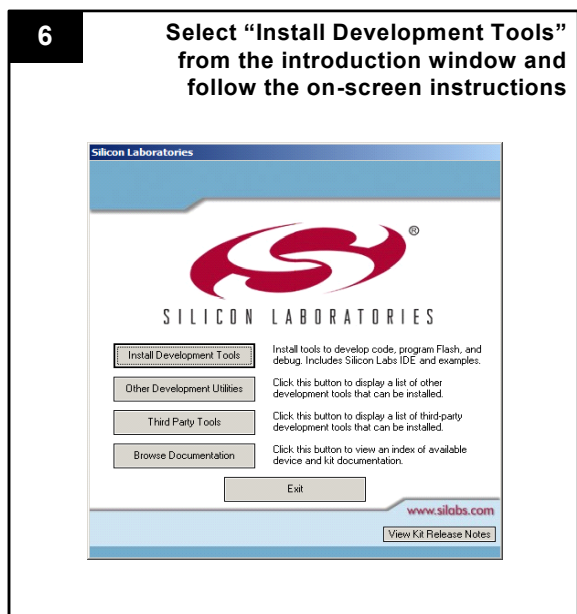 6
Select “Install Development Tools”
from the introduction window and
follow the on-screen instructions
Silicon Laboratories
®
SILICON LABORATORIES
Install Development Tools
Install tools to develop code, program Flash, and
debug. Includes Silicon Labs IDE and examples.
Other Development Utilities
Click this button to display a list of other
development tools that can be installed.
Third Party Tools
Click this button to display a list of third-party
development tools that can be installed.
Browse Documentation
Click this button to view an index of available
device and kit documentation.
Exit
www.silabs.com
View Kit Release Notes